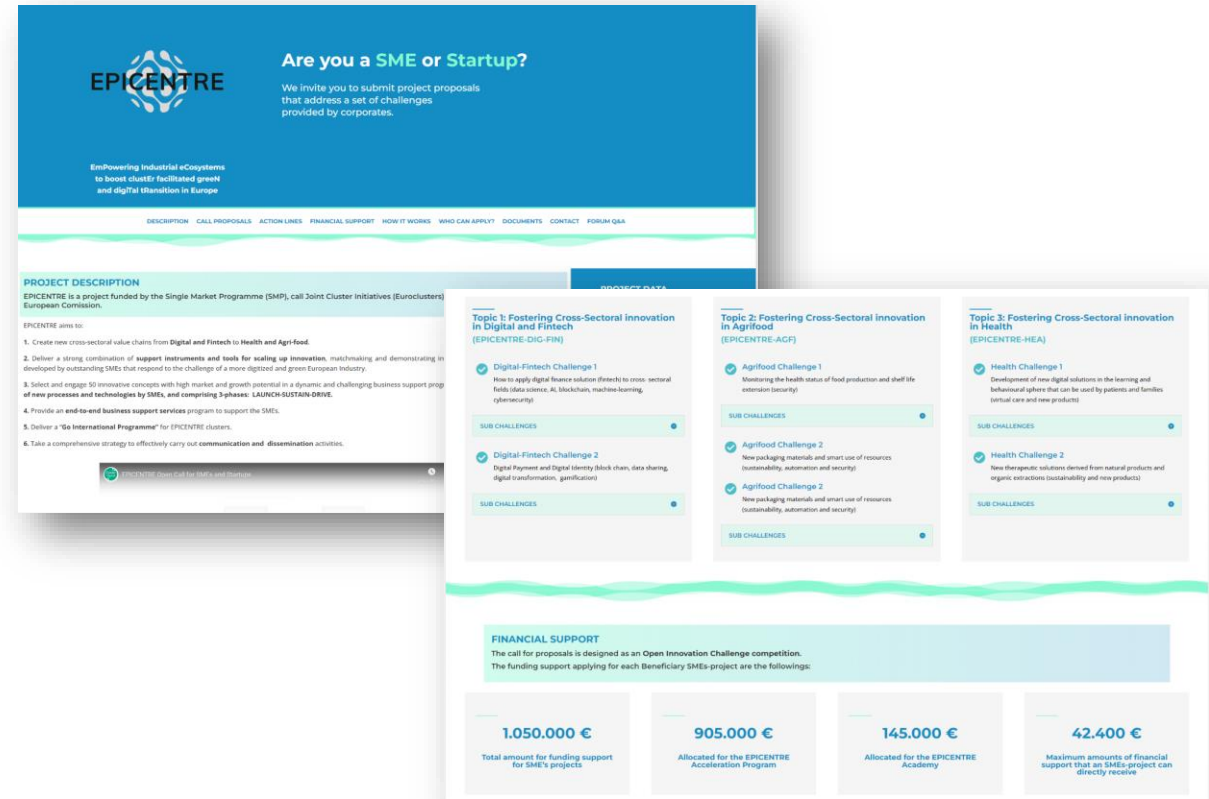 EPICENTRE
Are you a SME or Startup?
We invite you to submit project proposals
that address a set of challenges
provided by corporates.
EmPowering Industrial eCosystems
to boost clustEr facilitated greeN
and digiTal tRansition in Europe
DESCRIPTION CALL PROPOSALS ACTION LINES FINANCIAL SUPPORT HOW IT WORKS WHO CAN APPLY? DOCUMENTS CONTACT FORUM Q&A
PROJECT DESCRIPTION
EPICENTRE is a project funded by the Single Market Programme (SMP), call Joint Cluster Initiatives (Euroclusters)
European Comission.
PROJECT DATA
EPICENTRE aims to:
1. Create new cross-sectoral value chains from Digital and Fintech to Health and Agri-food.
2. Deliver a strong combination of support instruments and tools for scaling up innovation, matchmaking and demonstrating in
developed by outstanding SMEs that respond to the challenge of a more digitized and green European Industry.
3. Select and engage 50 innovative concepts with high market and growth potential in a dynamic and challenging business support
of new processes and technologies by SMEs, and comprising 3-phases: LAUNCH-SUSTAIN-DRIVE.
4. Provide an end-to-end business support services program to support the SMEs.
5. Deliver a "Go International Programme" for EPICENTRE clusters.
6. Take a comprehensive strategy to effectively carry out communication and dissemination activities.
EPICENTRE Open Call for SMEs and Startups
Topic 1: Fostering Cross-Sectoral innovation
in Digital and Fintech
(EPICENTRE-DIG-FIN)
Digital-Fintech Challenge 1
How to apply digital finance solution (fintech) to cross- sectoral
fields (data science, AI, blockchain, machine-learning,
cybersecurity)
SUB CHALLENGES
Digital-Fintech Challenge 2
Digital Payment and Digital Identity (block chain, data sharing,
digital transformation, gamification)
SUB CHALLENGES
Topic 2: Fostering Cross-Sectoral innovation
in Agrifood
(EPICENTRE-AGF)
Agrifood Challenge 1
Monitoring the health status of food production and shelf life
extension (security)
SUB CHALLENGES
Agrifood Challenge 2
New packaging materials and smart use of resources
(sustainability, automation and security)
Agrifood Challenge 2
New packaging materials and smart use of resources
(sustainability, automation and security)
SUB CHALLENGES
Topic 3: Fostering Cross-Sectoral innovation
in Health
(EPICENTRE-HEA)
Health Challenge 1
Development of new digital solutions in the learning and
behavioural sphere that can be used by patients and families
(virtual care and new products)
SUB CHALLENGES
Health Challenge 2
New therapeutic solutions derived from natural products and
organic extractions (sustainability and new products)
SUB CHALLENGES
FINANCIAL SUPPORT
The call for proposals is designed as an Open Innovation Challenge competition.
The funding support applying for each Beneficiary SMEs-project are the followings:
1.050.000 €
Total amount for funding support
for SME's projects
905.000 €
Allocated for the EPICENTRE
Acceleration Program
145.000 €
Allocated for the EPICENTRE
Academy
42.400 €
Maximum amounts of financial
support that an SMEs-project can
directly receive